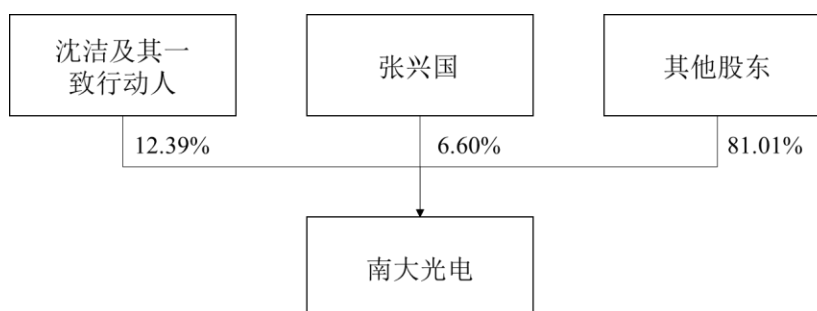 沈洁及其一
致行动人
张兴国
其他股东
12.39%
6.60%
81.01%
南大光电